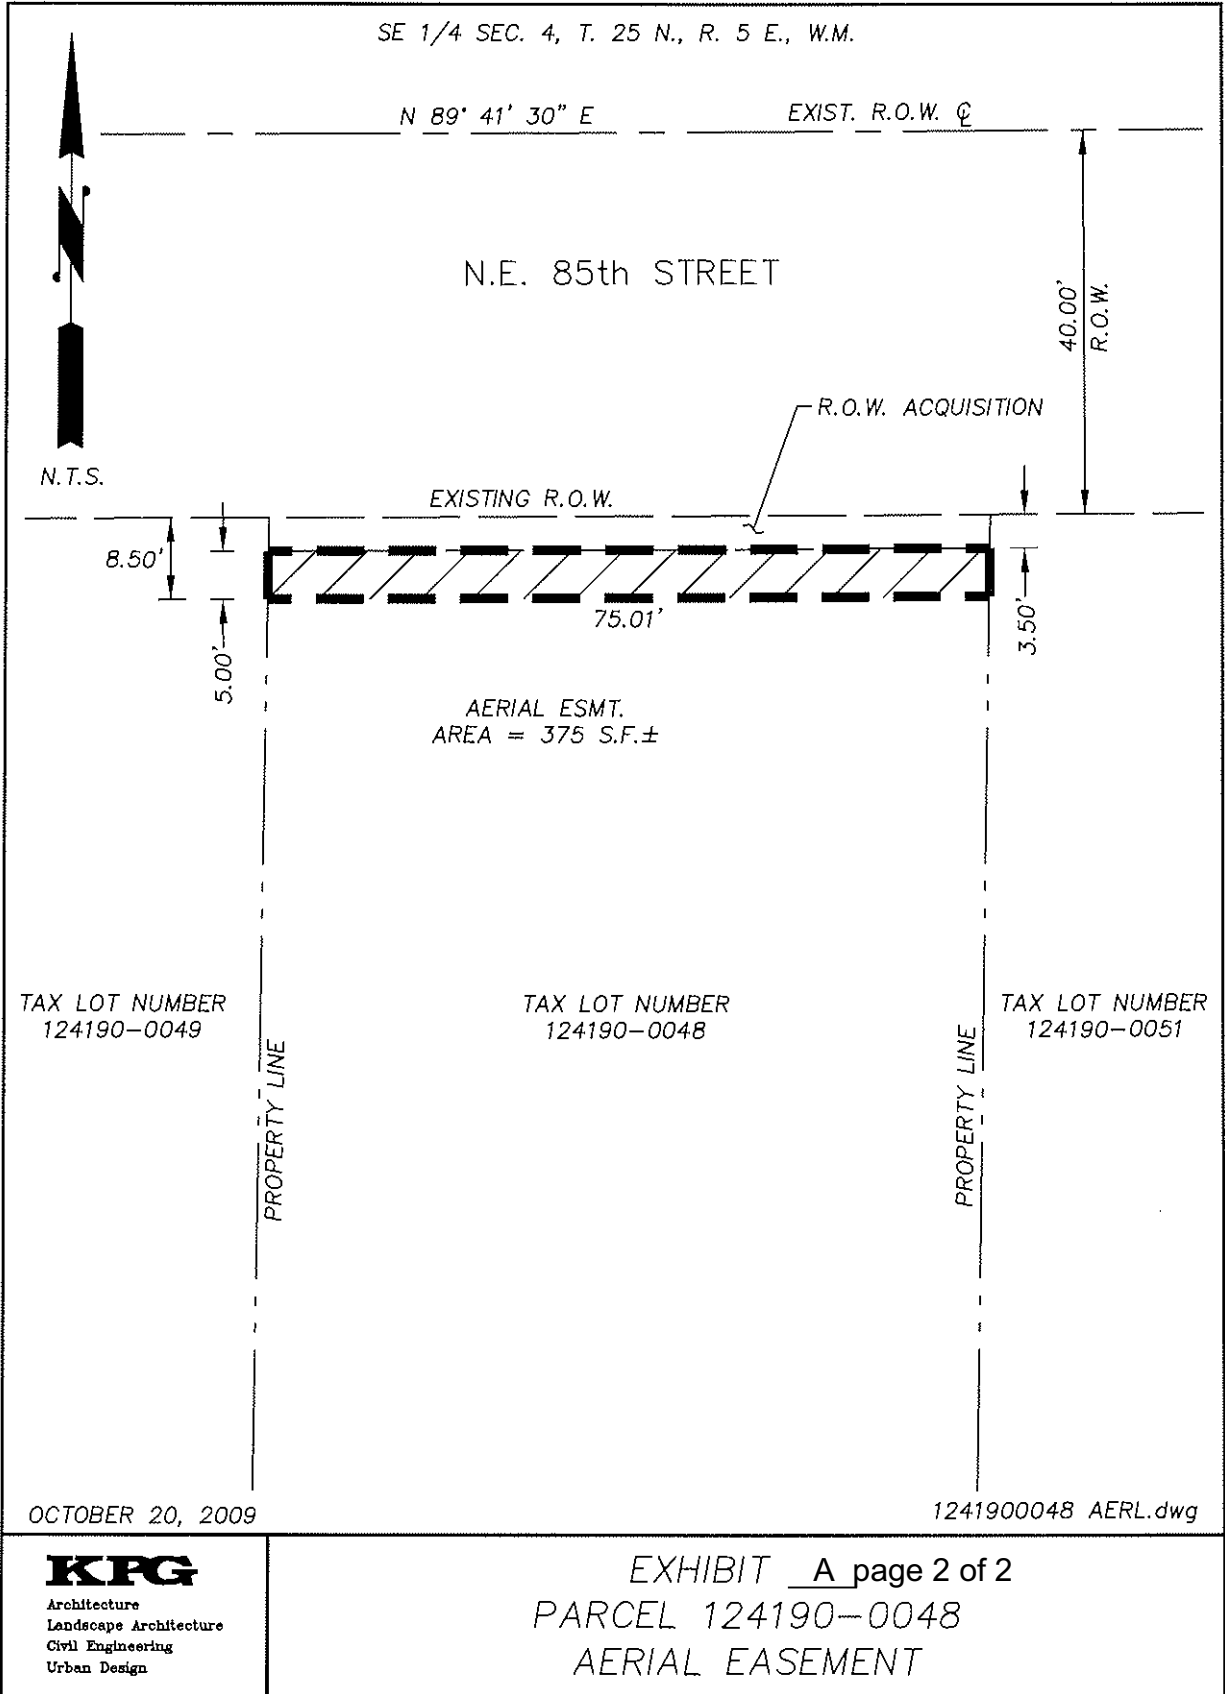 SE 1/4 SEC. 4, T. 25 N., R. 5 E., W.M.
N 89° 41' 30" E
EXIST. R.O.W. ℄
N.E. 85th STREET
40.00'
R.O.W.
R.O.W. ACQUISITION
N.T.S.
EXISTING R.O.W.
8.50'
75.01'
5.00'
3.50'
AERIAL ESMT.
AREA = 375 S.F.±
TAX LOT NUMBER
124190-0049
TAX LOT NUMBER
124190-0048
TAX LOT NUMBER
124190-0051
PROPERTY LINE
PROPERTY LINE
OCTOBER 20, 2009
1241900048 AERL.dwg
KPG
Architecture
Landscape Architecture
Civil Engineering
Urban Design
EXHIBIT A page 2 of 2
PARCEL 124190-0048
AERIAL EASEMENT